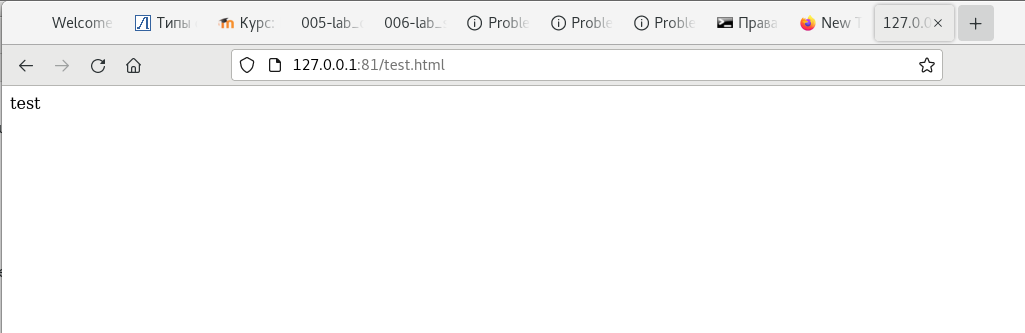 Welcome Типы Курс: 005-lab_ 006-lab_ Proble Proble Proble Права New T 127.0.0
127.0.0.1:81/test.html
test